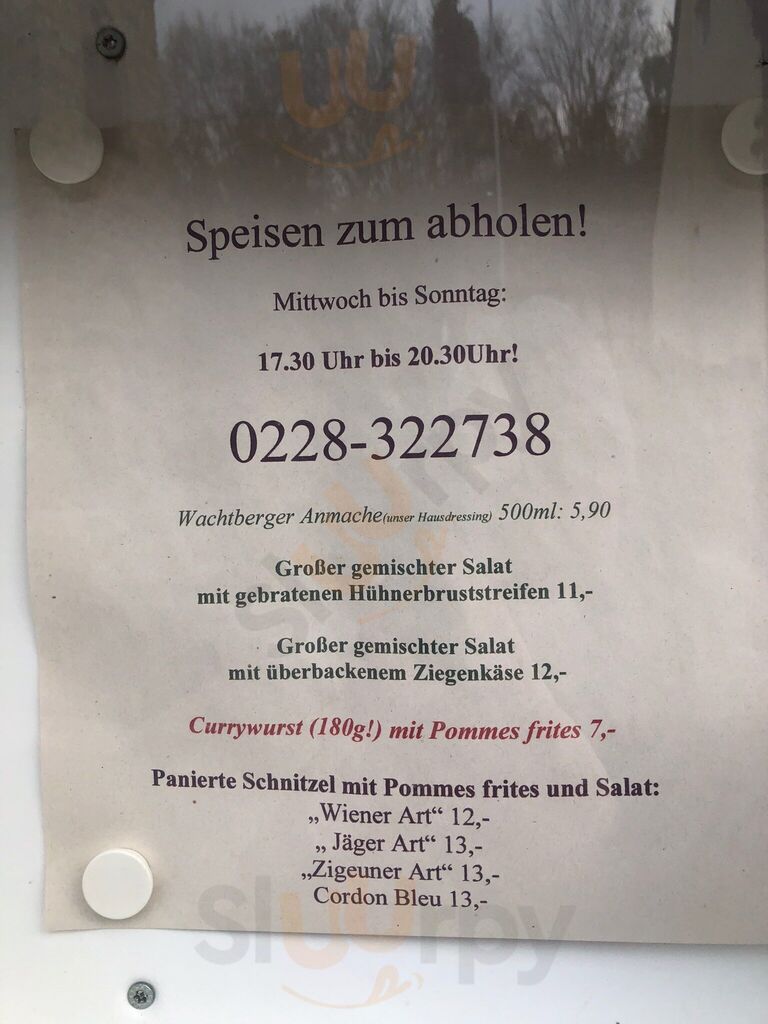 Speisen zum abholen!
Mittwoch bis Sonntag:
17.30 Uhr bis 20.30Uhr!
0228-322738
Wachtberger Anmache(unser Hausdressing) 500ml: 5,90
Großer gemischter Salat
mit gebratenen Hühnerbruststreifen 11,-
Großer gemischter Salat
mit überbackenem Ziegenkäse 12,-
Currywurst (180g!) mit Pommes frites 7,-
Panierte Schnitzel mit Pommes frites und Salat:
„Wiener Art“ 12,-
„ Jäger Art“ 13,-
„Zigeuner Art“ 13,-
Cordon Bleu 13,-
Sluurpy